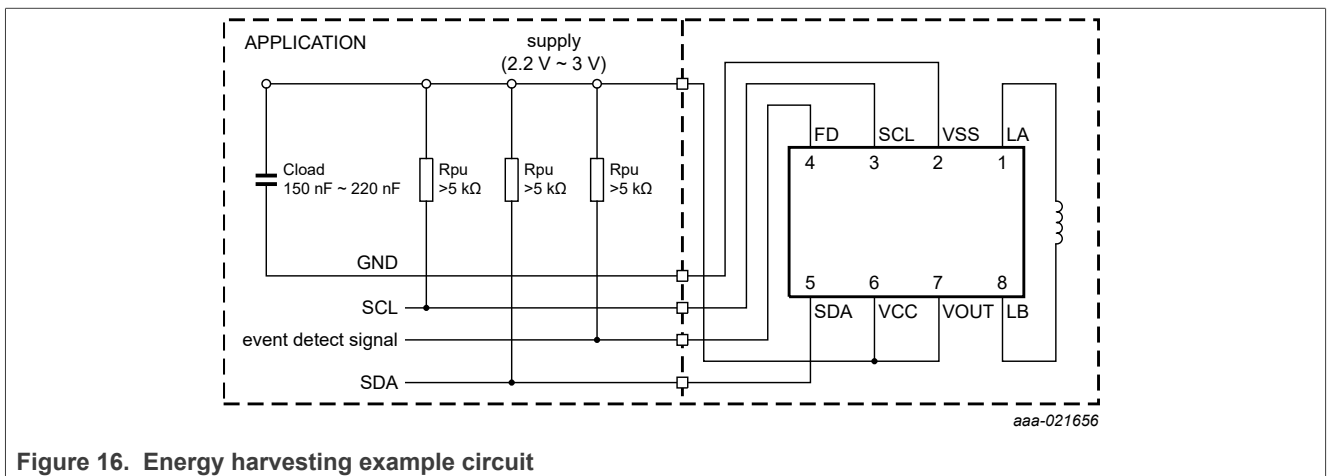 APPLICATION
supply
(2.2 V ~ 3 V)
Cload
150 nF ~ 220 nF
Rpu
>5 kΩ
Rpu
>5 kΩ
Rpu
>5 kΩ
GND
SCL
event detect signal
SDA
FD SCL VSS LA
4 3 2 1
5 6 7 8
SDA VCC VOUT LB
aaa-021656
Figure 16. Energy harvesting example circuit